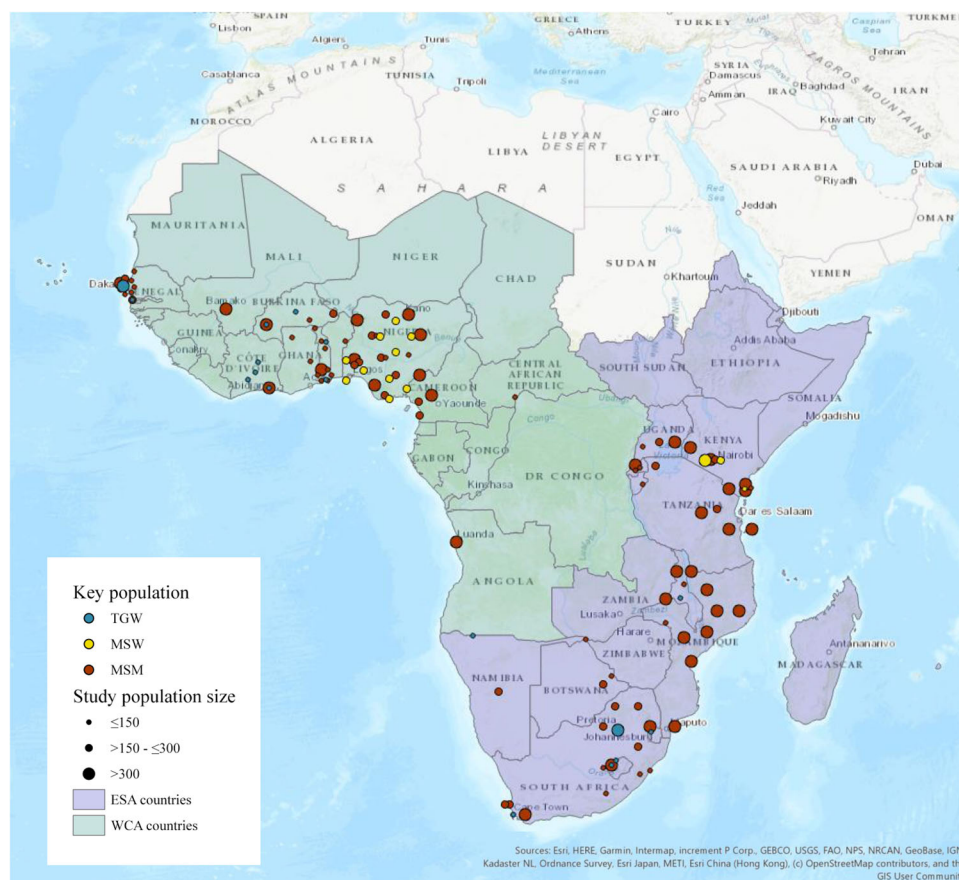 SPAIN
Lisbon
GREECE
Athens
TURKEY
Caspian
Sea
TURKMEN
Algiers
Tunis
Tehran
Casablanca
ATLAS MOUNTAINS
TUNISIA
Tripoli
Mediterranean
Sea
SYRIA
Damascus
Amman
IRAQ
Baghdad
ZAGROS MOUNTAINS
IRAN
MOROCCO
Cairo
Kuwait City
ALGERIA
LIBYA
LIBYAN
DESERT
EGYPT
SAUDI ARABIA
Riyadh
Dubai
SAHARA
Red
Sea
Jeddah
OMAN
MAURITANIA
MALI
NIGER
CHAD
SUDAN
Khartoum
YEMEN
Djibouti
Bamako
BURKINA FASO
GUINEA
Conakry
CÔTE
D'IVOIRE
GHANA
NIGERIA
Benue
CAMEROON
Yaounde
CENTRAL
AFRICAN
REPUBLIC
SOUTH SUDAN
Addis Ababa
ETHIOPIA
SOMALIA
Mogadishu
Congo
UGANDA
KENYA
Victoria
Nairobi
GABON
CONGO
DR CONGO
Kinshasa
TANZANIA
Dar es Salaam
Luanda
ANGOLA
ZAMBIA
Lusaka
Zambezi
Harare
ZIMBABWE
MOZAMBIQUE
Antananarivo
MADAGASCAR
NAMIBIA
BOTSWANA
Pretoria
Johannesburg
SOUTH AFRICA
Cape Town
Key population
TGW
MSW
MSM
Study population size
≤150
>150 - ≤300
>300
ESA countries
WCA countries
Sources: Esri, HERE, Garmin, Intermap, increment P Corp., GEBCO, USGS, FAO, NPS, NRCAN, GeoBase, IGN
Kadaster NL, Ordnance Survey, Esri Japan, METI, Esri China (Hong Kong), (c) OpenStreetMap contributors, and th
GIS User Communit